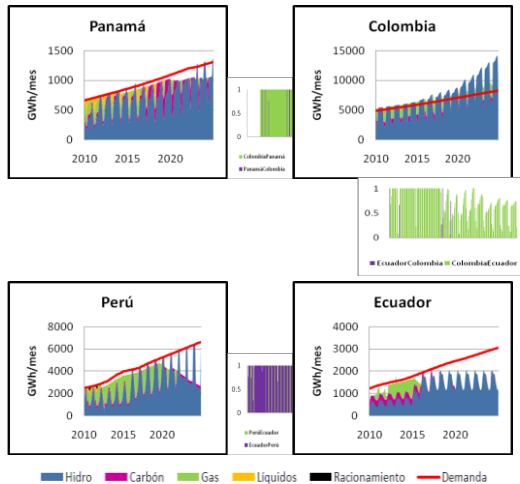 Panamá
GWh/mes
1500
1000
500
0
2010 2015 2020
1
0.5
0
ColombiaPanamá
PanamáColombia
Colombia
GWh/mes
15000
10000
5000
0
2010 2015 2020
1
0.5
0
EcuadorColombia ColombiaEcuador
Perú
GWh/mes
8000
6000
4000
2000
0
2010 2015 2020
1
0.5
0
PerúEcuador
EcuadorPerú
Ecuador
GWh/mes
4000
3000
2000
1000
0
2010 2015 2020
Hidro Carbón Gas Líquidos Racionamiento Demanda